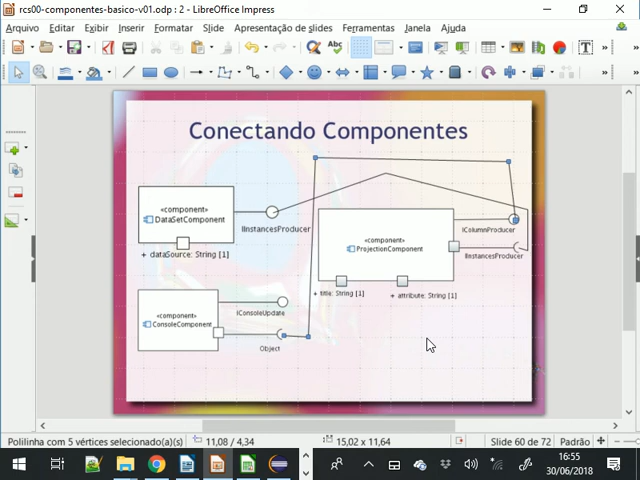 rcs00-componentes-basico-v01.odp : 2 - LibreOffice Impress
Arquivo Editar Exibir Inserir Formatar Slide Apresentação de slides Ferramentas Janela Ajuda
Abc
T
Conectando Componentes
«component»
DataSetComponent
IInstancesProducer
+ dataSource: String [1]
«component»
ProjectionComponent
IColumnProducer
IInstancesProducer
+ title: String [1]
+ attribute: String [1]
«component»
ConsoleComponent
IConsoleUpdate
Object
Polilinha com 5 vértices selecionado(a)(s) 11,08 / 4,34 15,02 x 11,64 Slide 60 de 72 Padrão
16:55
30/06/2018